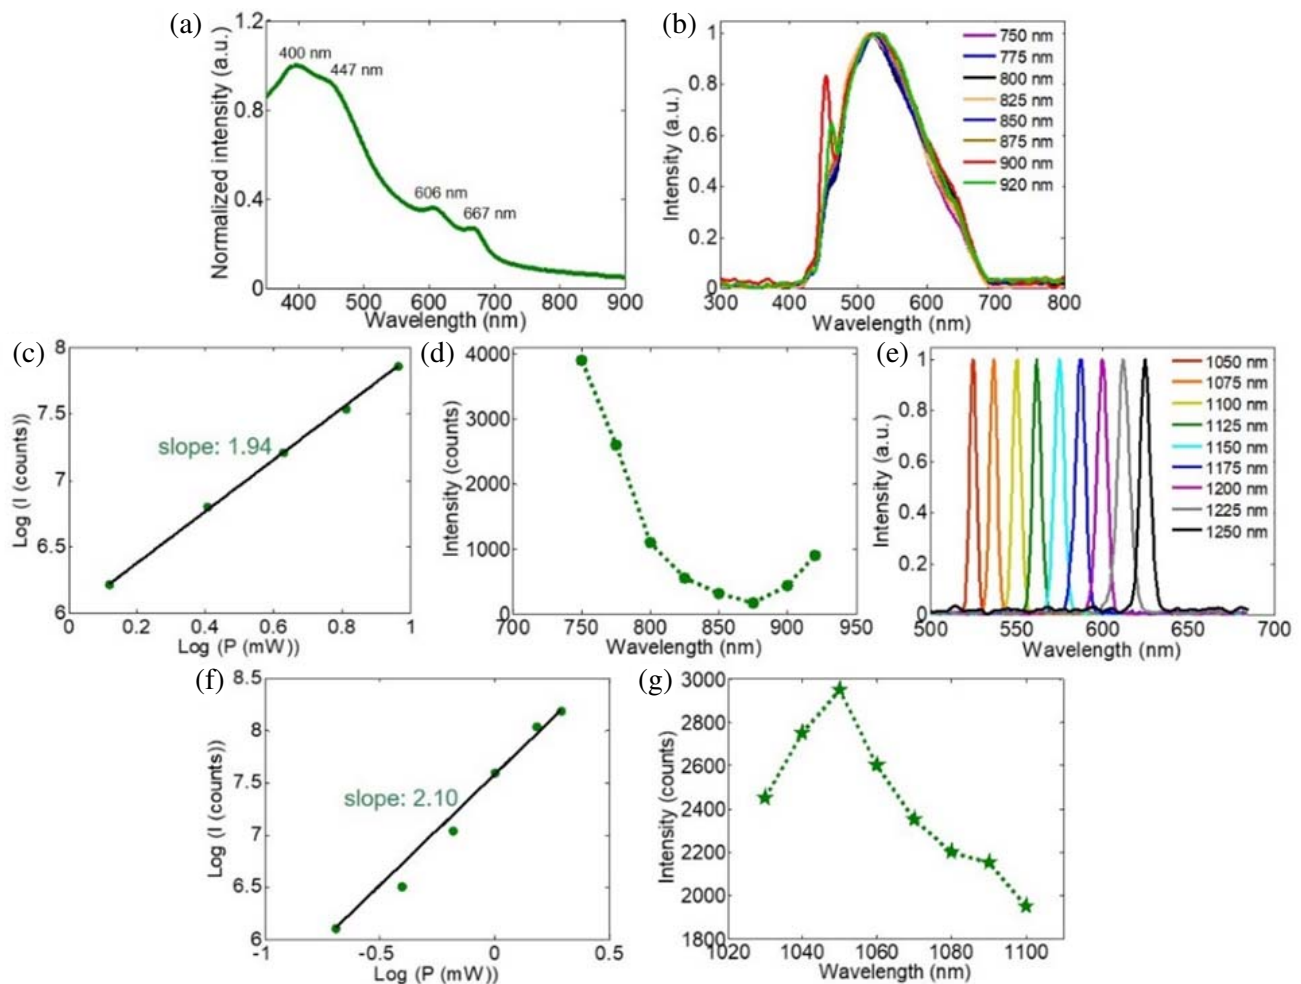 (a)
1.2
0.8
0.4
0
Normalized intensity (a.u.)
400 nm
447 nm
606 nm
667 nm
400 500 600 700 800 900
Wavelength (nm)
(b)
1
0.8
0.6
0.4
0.2
0
Intensity (a.u.)
750 nm
775 nm
800 nm
825 nm
850 nm
875 nm
900 nm
920 nm
300 400 500 600 700 800
Wavelength (nm)
(c)
8
7.5
7
6.5
6
Log (I (counts))
slope: 1.94
0 0.2 0.4 0.6 0.8 1
Log (P (mW))
(d)
4000
3000
2000
1000
0
Intensity (counts)
700 750 800 850 900 950
Wavelength (nm)
(e)
1
0.8
0.6
0.4
0.2
0
Intensity (a.u.)
1050 nm
1075 nm
1100 nm
1125 nm
1150 nm
1175 nm
1200 nm
1225 nm
1250 nm
500 550 600 650 700
Wavelength (nm)
(f)
8.5
8
7.5
7
6.5
6
Log (I (counts))
slope: 2.10
-1 -0.5 0 0.5
Log (P (mW))
(g)
3000
2800
2600
2400
2200
2000
1800
Intensity (counts)
1020 1040 1060 1080 1100
Wavelength (nm)